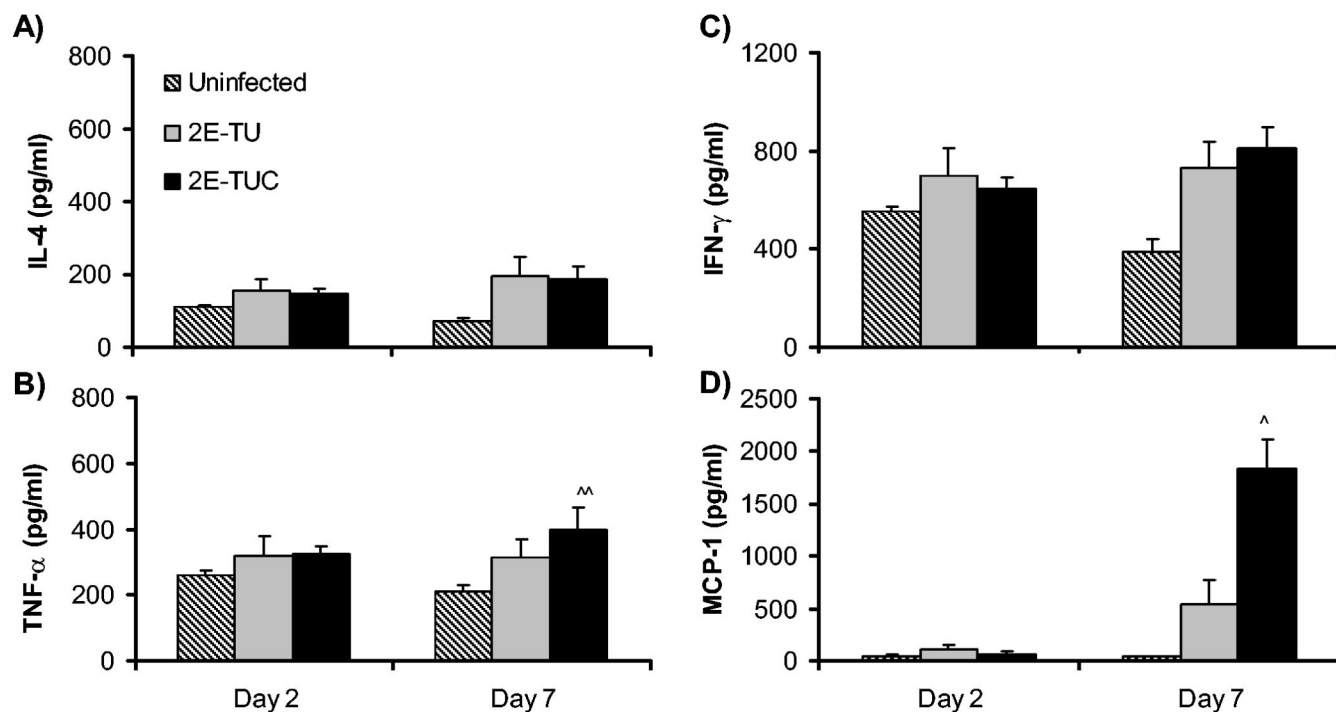 A)
800
600
400
200
0
IL-4 (pg/ml)
Uninfected
2E-TU
2E-TUC
B)
800
600
400
200
0
TNF-α (pg/ml)
^^
Day 2
Day 7
C)
1200
800
400
0
IFN-γ (pg/ml)
D)
2500
2000
1500
1000
500
0
MCP-1 (pg/ml)
^
Day 2
Day 7